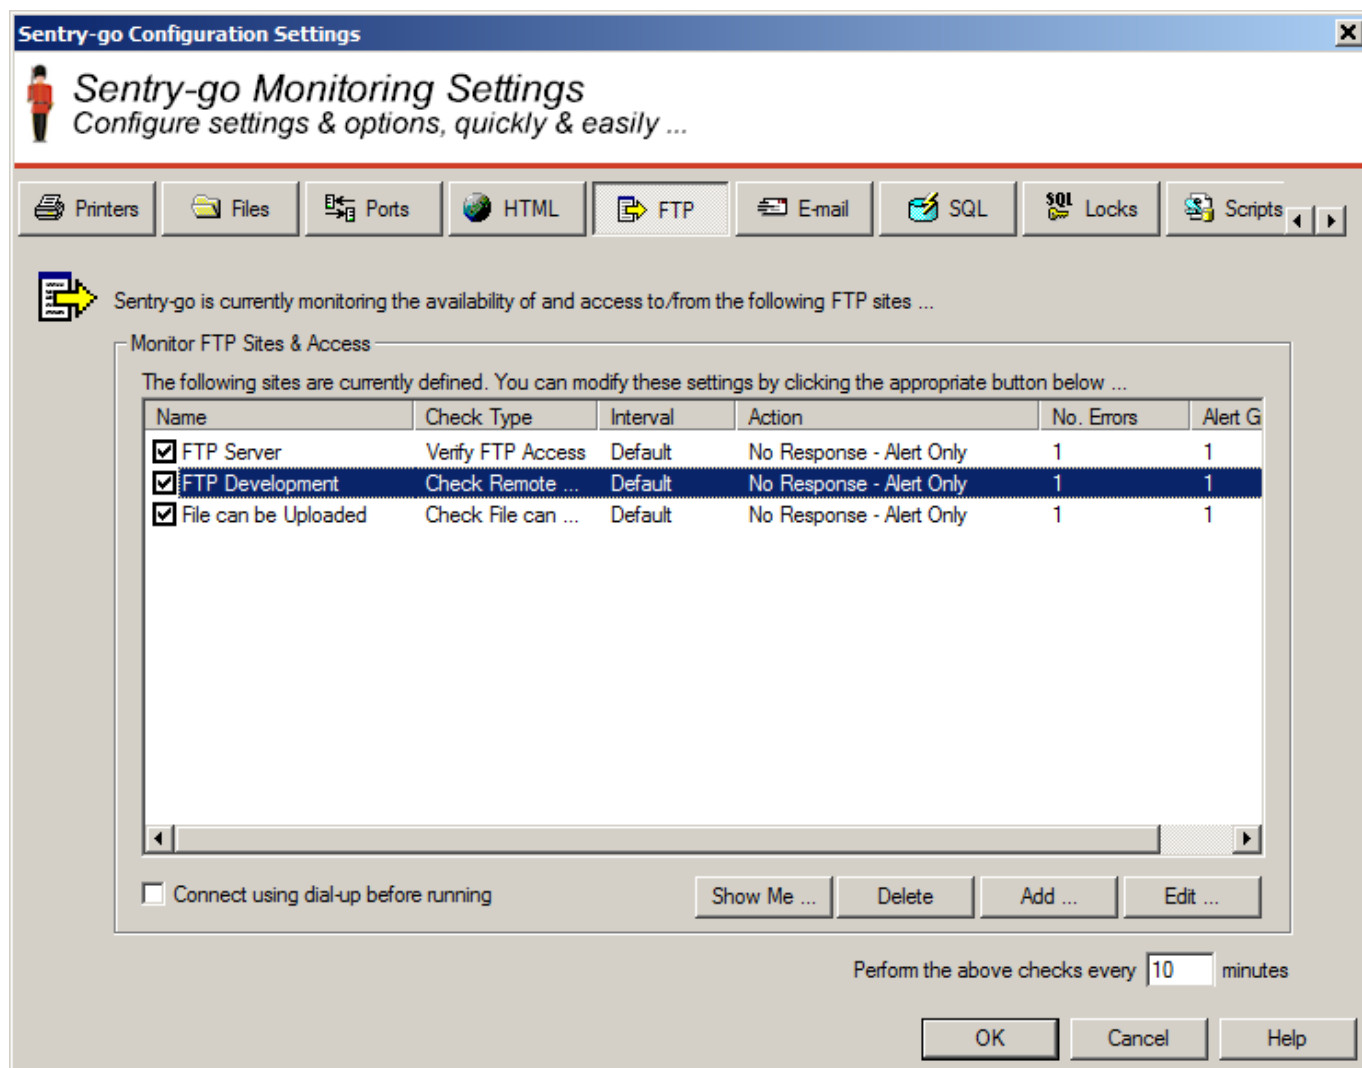 Sentry-go Configuration Settings
Sentry-go Monitoring Settings
Configure settings & options, quickly & easily ...
Printers Files Ports HTML FTP E-mail SQL SQL Locks Scripts
Sentry-go is currently monitoring the availability of and access to/from the following FTP sites ...
Monitor FTP Sites & Access
The following sites are currently defined. You can modify these settings by clicking the appropriate button below ...
Name Check Type Interval Action No. Errors Alert G
FTP Server Verify FTP Access Default No Response - Alert Only 1 1
FTP Development Check Remote ... Default No Response - Alert Only 1 1
File can be Uploaded Check File can ... Default No Response - Alert Only 1 1
Connect using dial-up before running Show Me ... Delete Add ... Edit ...
Perform the above checks every 10 minutes
OK Cancel Help